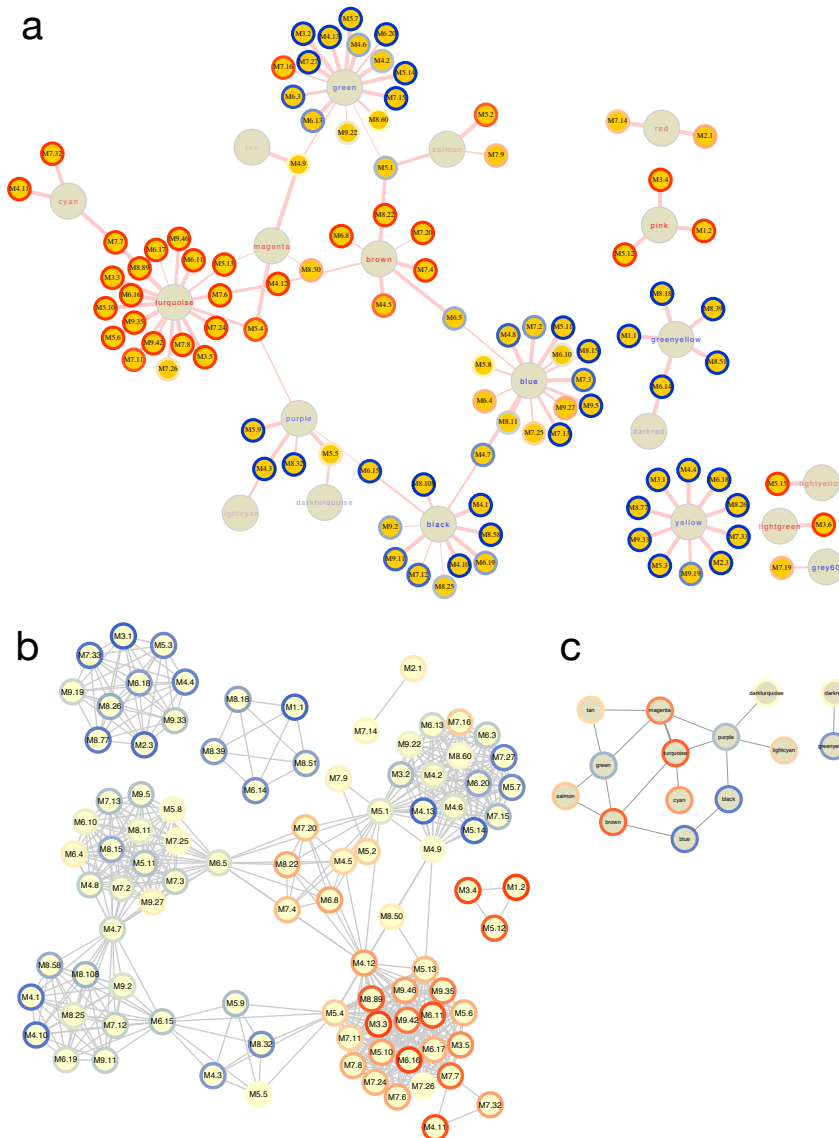 a
M5.7
M3.2
M4.13
M6.20
M4.6
M7.16
M7.27
M4.2
M5.14
green
M6.3
M7.15
M6.13
M8.60
M9.22
M5.2
M7.14
red
M2.1
tan
M4.9
salmon
M7.9
M5.1
M7.32
M4.11
cyan
M3.4
M8.22
M7.7
M9.46
M6.17
M6.8
M7.20
pink
M1.2
M5.12
magenta
M8.89
M6.11
M5.13
brown
M8.50
M7.4
M3.3
M4.12
M6.16
M7.6
M8.18
M8.39
turquoise
M5.10
M4.5
M9.35
M6.5
M7.24
M5.4
M4.8
M7.2
M5.11
M1.1
greenyellow
M5.6
M9.42
M7.8
M6.10
M8.15
M7.11
M3.5
M8.51
M7.26
M5.8
blue
M7.3
M6.14
M6.4
M9.27
M9.5
purple
M8.11
M7.25
M7.13
darkred
M5.9
M5.5
M4.7
M4.3
M8.32
M6.15
M4.4
M3.1
M6.18
M8.108
M5.15
lightyellow
darkturquoise
lightcyan
M4.1
M8.77
M8.26
M9.2
black
M8.58
yellow
lightgreen
M3.6
M9.33
M7.33
M9.11
M6.19
M7.12
M4.10
M5.3
M2.3
M9.19
M7.19
grey60
M8.25
b
M3.1
M7.33
M5.3
M9.19
M6.18
M4.4
M8.26
M9.33
M8.77
M2.3
M8.18
M1.1
M8.39
M8.51
M6.14
M2.1
M7.14
M6.13
M7.16
M9.22
M6.3
M8.60
M7.27
M3.2
M4.2
M6.20
M5.7
M7.9
M5.1
M4.13
M4.6
M7.15
M5.14
M4.9
M7.13
M9.5
M5.8
M6.10
M8.11
M7.25
M6.4
M8.15
M5.11
M6.5
M4.8
M7.2
M7.3
M9.27
M4.7
M7.20
M5.2
M8.22
M4.5
M6.8
M7.4
M3.4
M1.2
M5.12
M8.50
M4.12
M5.13
M8.58
M8.108
M9.2
M4.1
M8.25
M7.12
M4.10
M6.15
M6.19
M9.11
M5.9
M8.32
M4.3
M5.5
M8.89
M9.46
M9.35
M5.4
M3.3
M9.42
M6.11
M5.6
M7.11
M5.10
M6.17
M3.5
M7.8
M6.16
M7.24
M7.26
M7.7
M7.6
M7.32
M4.11
c
darkturquoise
darkre
tan
magenta
purple
greenyello
turquoise
lightcyan
green
salmon
cyan
black
brown
blue